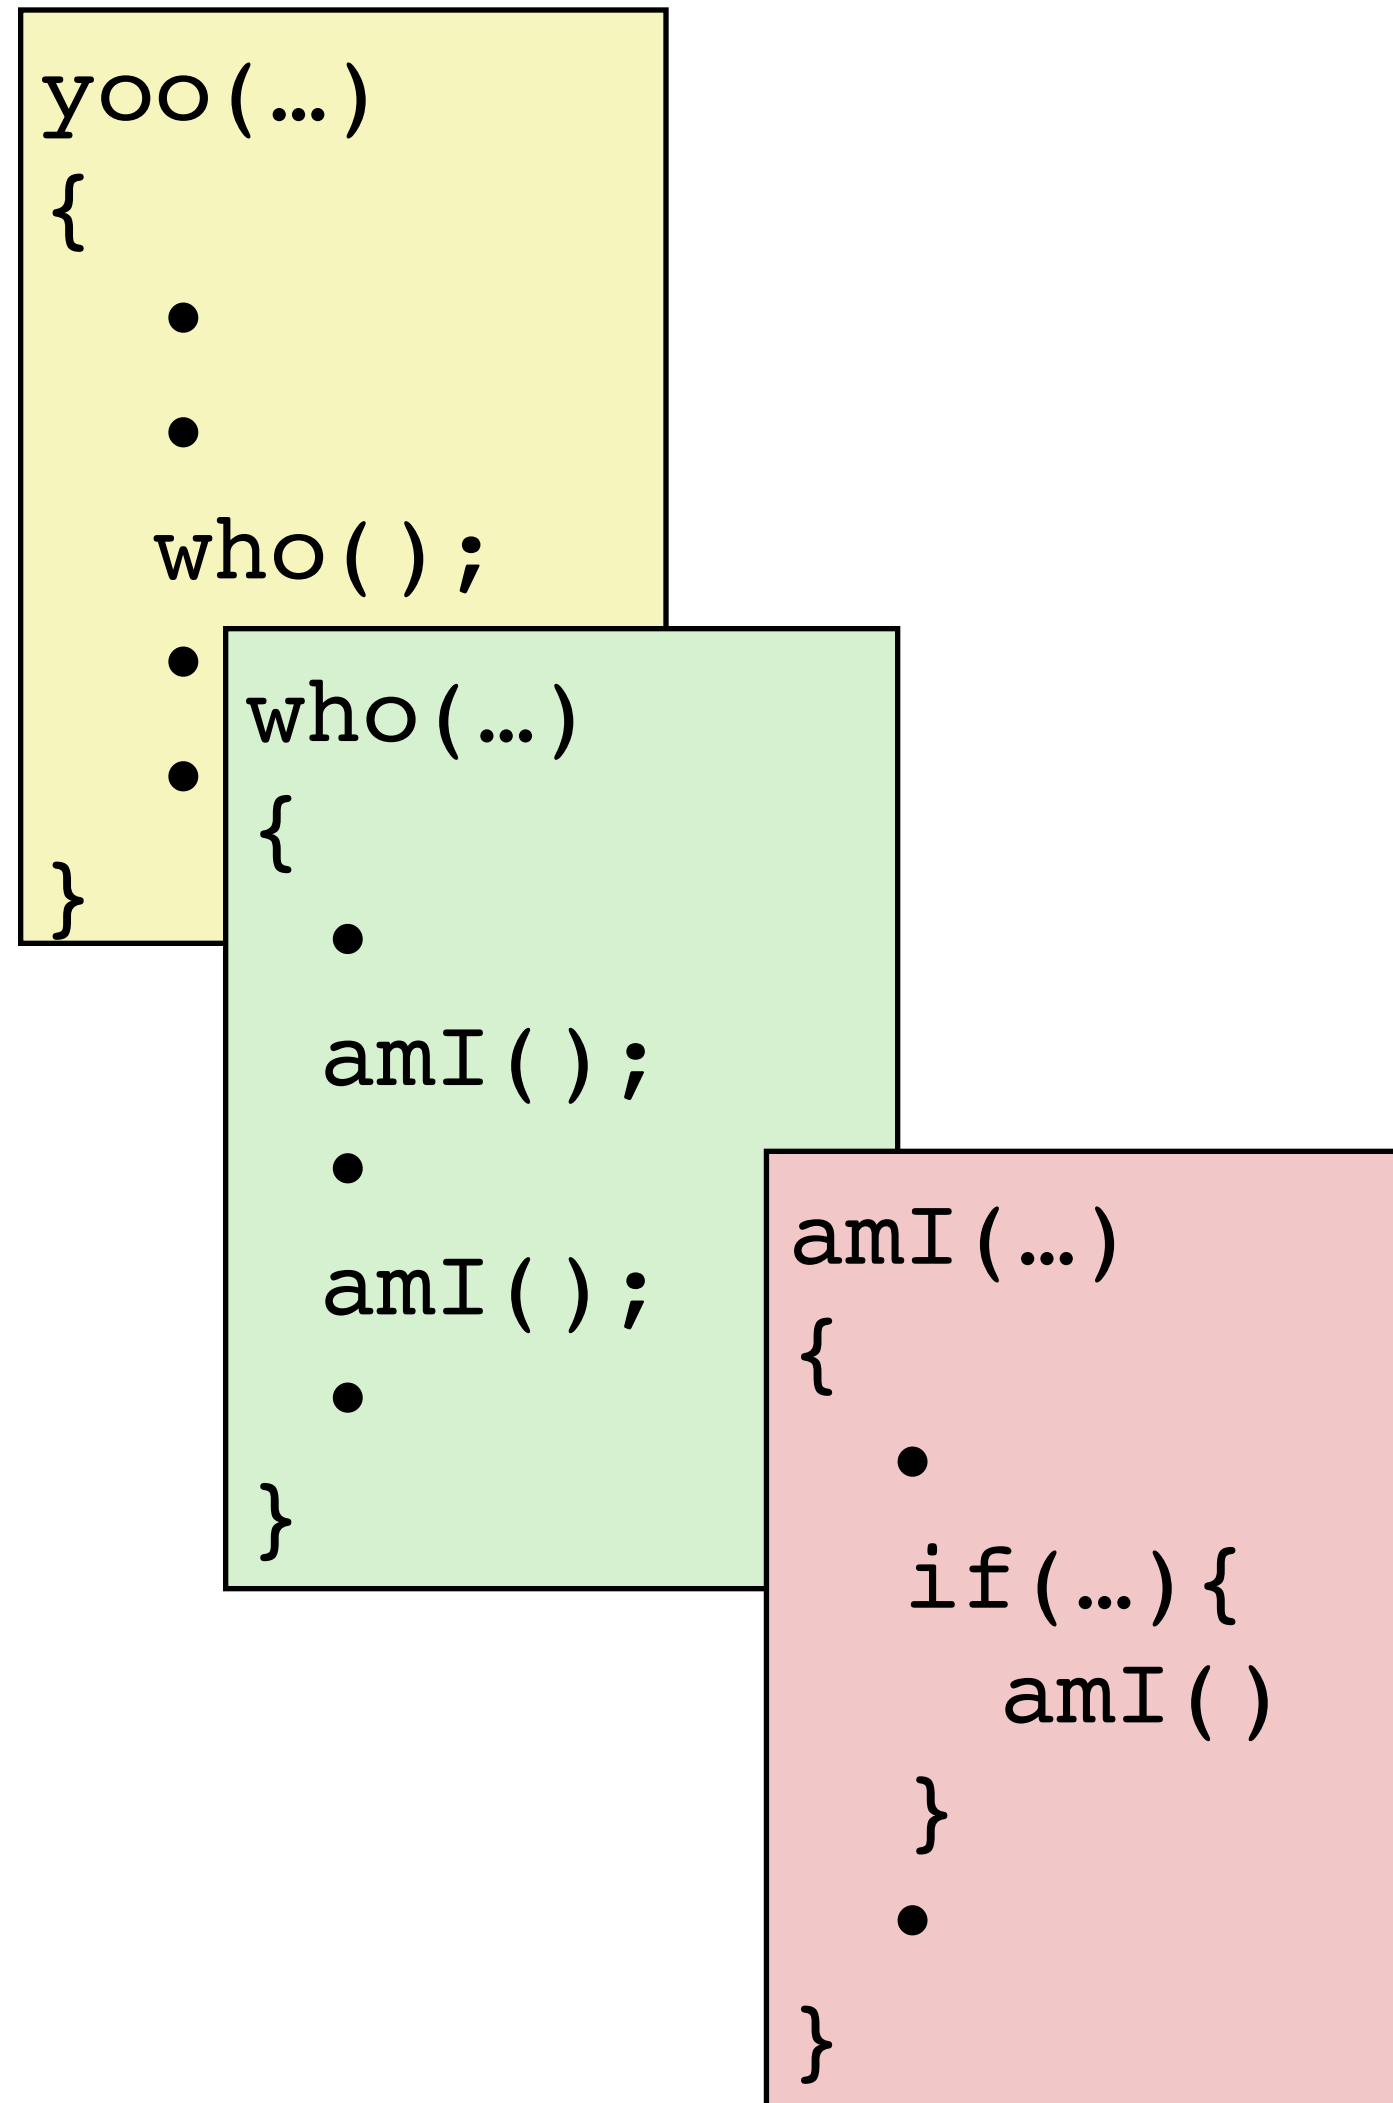 yoo(…)
{
•
•
who();
•
•
}
who(…)
{
•
amI();
•
amI();
•
}
amI(…)
{
•
if(…){
amI()
}
•
}